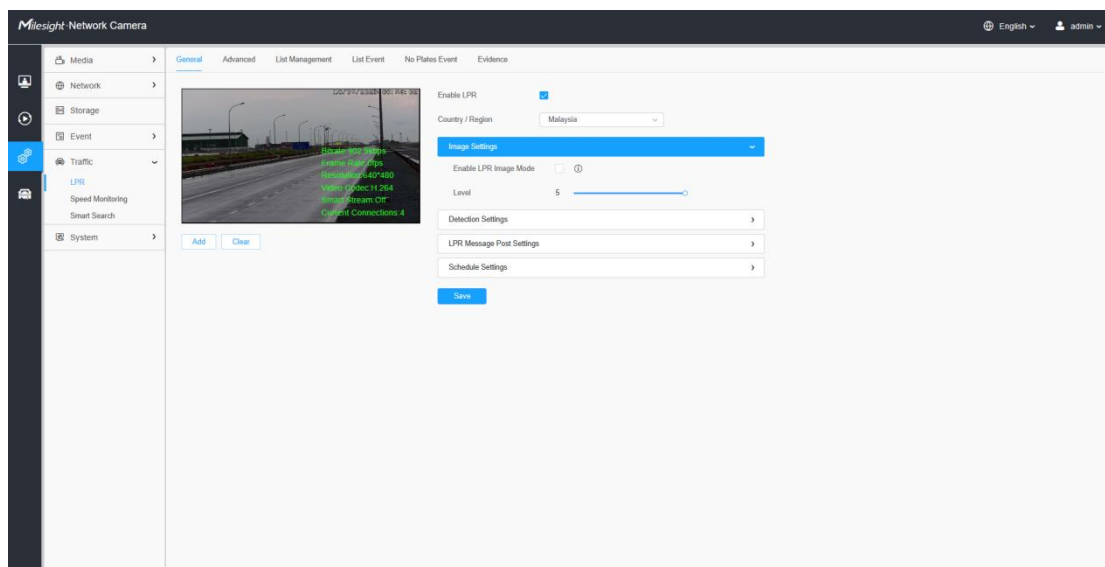 Milesight Network Camera
English
admin
Media
Network
Storage
Event
Traffic
LPR
Speed Monitoring
Smart Search
System
General Advanced List Management List Event No Plates Event Evidence
Frame Rate:0fps
Resolution:640*480
Video Codec:H.264
Smart Stream:Off
Current Connections:4
Add Clear
Enable LPR
Country / Region Malaysia
Image Settings
Enable LPR Image Mode
Level 5
Detection Settings
LPR Message Post Settings
Schedule Settings
Save